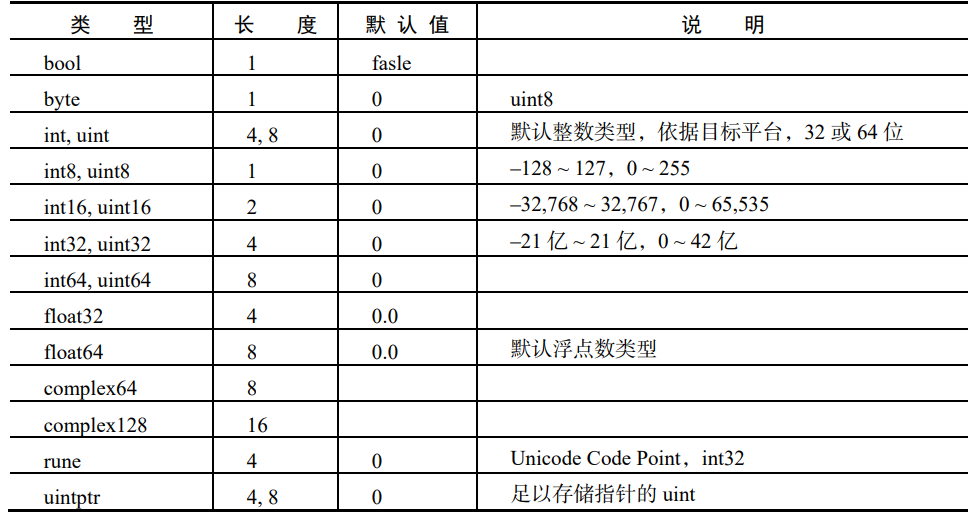 类 型 长 度 默 认 值 说 明
bool 1 fasle
byte 1 0 uint8
int, uint 4, 8 0 默认整数类型，依据目标平台，32 或 64 位
int8, uint8 1 0 –128 ~ 127，0 ~ 255
int16, uint16 2 0 –32,768 ~ 32,767，0 ~ 65,535
int32, uint32 4 0 –21 亿 ~ 21 亿，0 ~ 42 亿
int64, uint64 8 0
float32 4 0.0
float64 8 0.0 默认浮点数类型
complex64 8
complex128 16
rune 4 0 Unicode Code Point，int32
uintptr 4, 8 0 足以存储指针的 uint